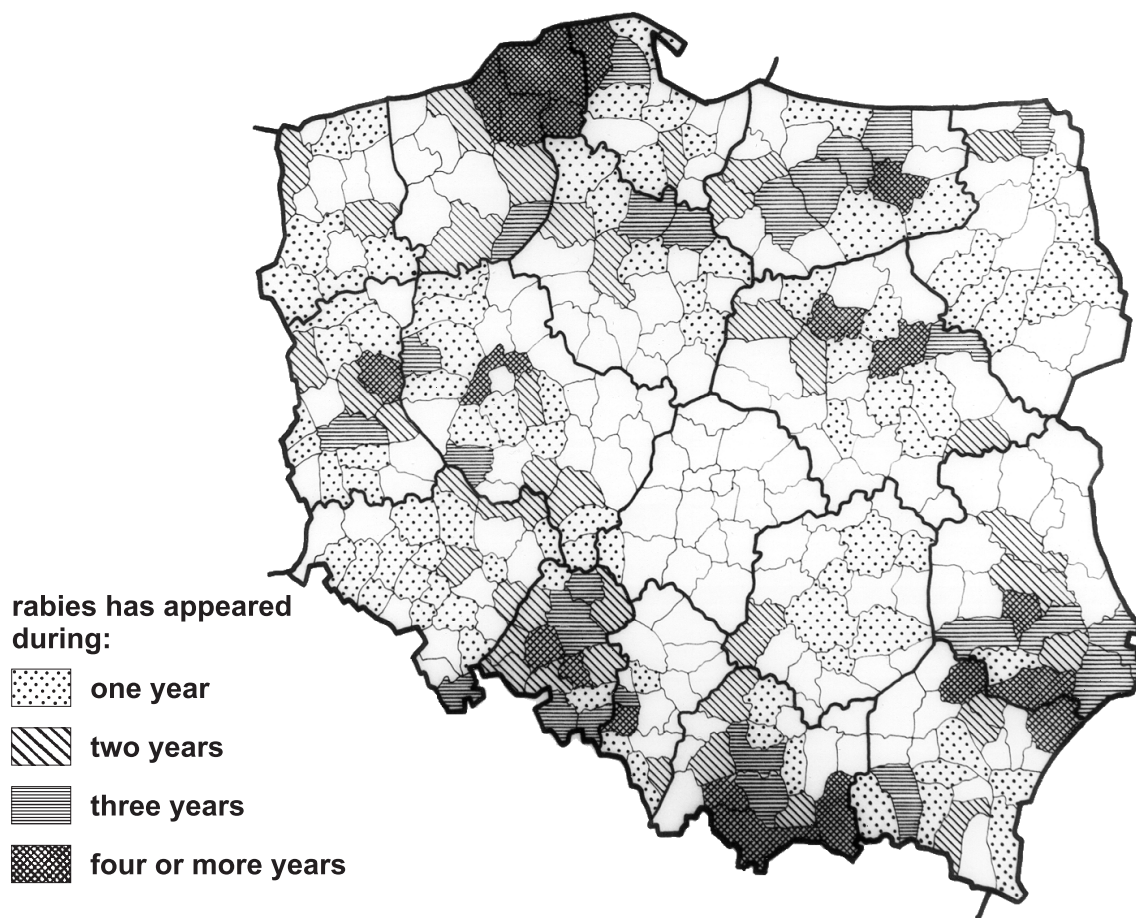 rabies has appeared
during:
one year
two years
three years
four or more years